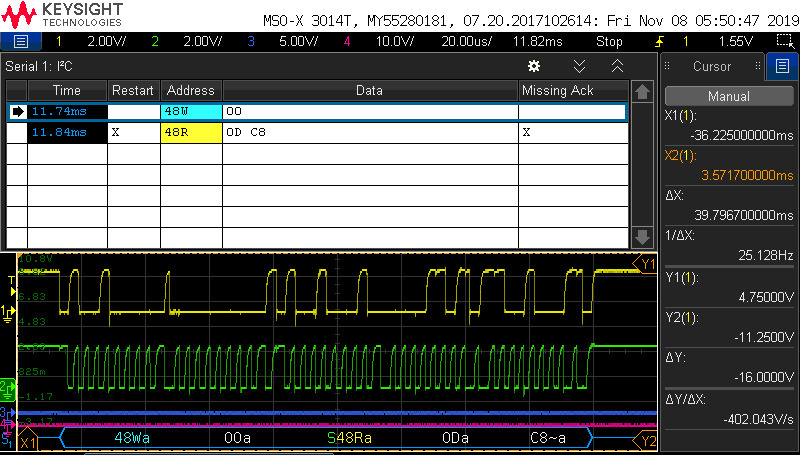 KEYSIGHT
TECHNOLOGIES
MSO-X 3014T, MY55280181, 07.20.2017102614: Fri Nov 08 05:50:47 2019
1 2.00V/ 2 2.00V/ 3 5.00V/ 4 10.0V/ 20.00us/ 11.82ms Stop 1 1.55V
Serial 1: I²C
Time Restart Address Data Missing Ack
11.74ms 48W 00
11.84ms X 48R 0D C8 X
Cursor
Manual
X1(1):
-36.225000000ms
X2(1):
3.571700000ms
ΔX:
39.796700000ms
1/ΔX:
25.128Hz
Y1(1):
4.75000V
Y2(1):
-11.2500V
ΔY:
-16.0000V
ΔY/ΔX:
-402.043V/s
10.8V
Y1
T
6.83
1
4.83
825m
2
3
-3.17
S1
X1
48Wa 00a S48Ra 0Da C8~a
Y2